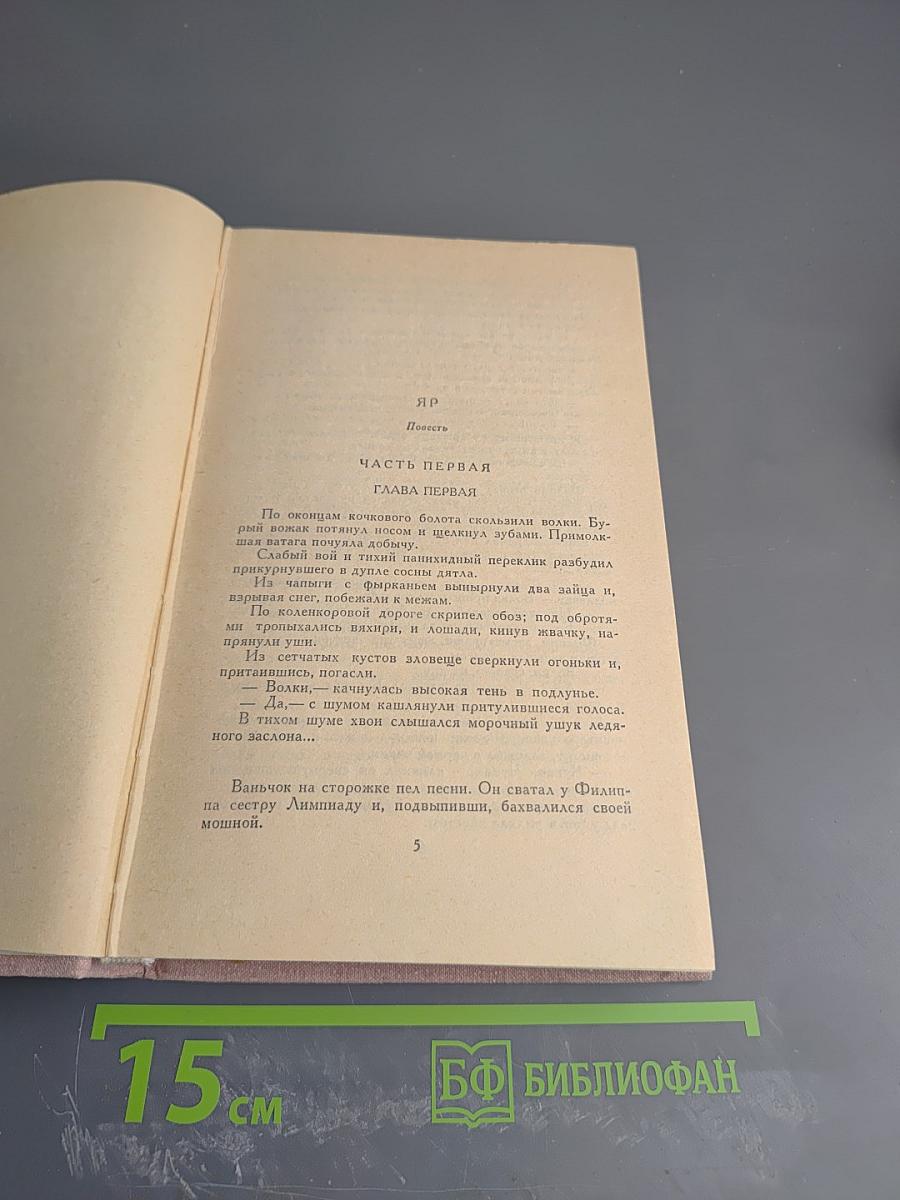 ЯР
Повесть
ЧАСТЬ ПЕРВАЯ
ГЛАВА ПЕРВАЯ
По оконцам кочкового болота скользили волки. Бу-
рый вожак потянул носом и щелкнул зубами. Примолк-
шая ватага почуяла добычу.
Слабый вой и тихий панихидный переклик разбудил
прикурнувшего в дупле сосны дятла.
Из чапыги с фырканьем вынырнули два зайца и,
взрывая снег, побежали к межам.
По коленкоровой дороге скрипел обоз; под обротя-
ми тропыхались вяхири, и лошади, кинув жвачку, на-
прянули уши.
Из сетчатых кустов зловеще сверкнули огоньки и,
притаившись, погасли.
— Волки,— качнулась высокая тень в подлунье.
— Да,— с шумом кашлянули притулившиеся голоса.
В тихом шуме хвои слышался морочный ушук ледя-
ного заслона...
Ваньчок на сторожке пел песни. Он сватал у Филип-
па сестру Лимпиаду и, подвыпивши, бахвалился своей
мошной.
5
15 см
БФ БИБЛИОФАН